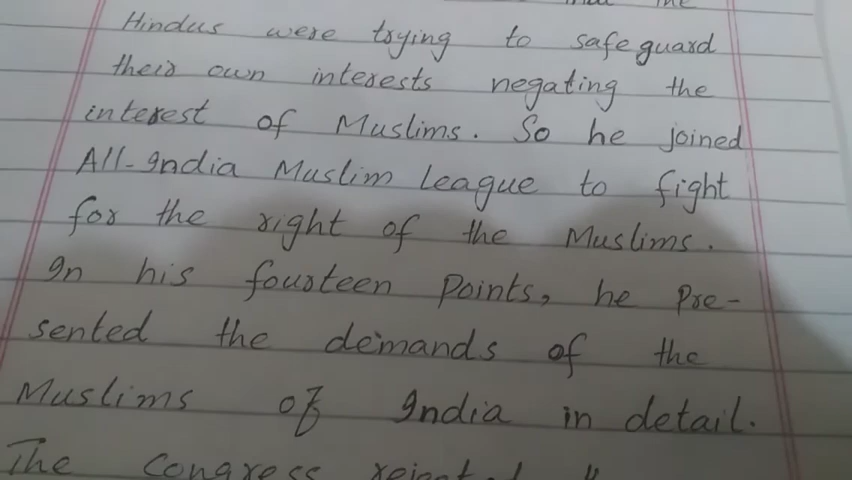 the
Hindus were trying to safeguard
their own interests negating the
interest of Muslims. So he joined
All-India Muslim League to fight
for the right of the Muslims.
In his fourteen Points, he Pre-
sented the demands of the
Muslims of India in detail.
The Congress